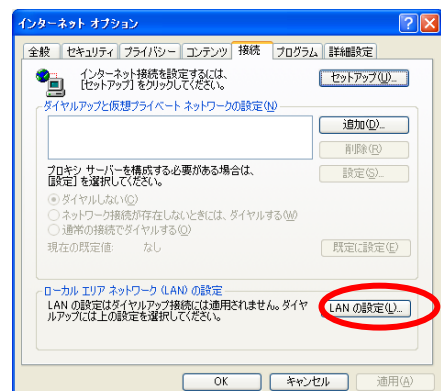 インターネット オプション
全般 セキュリティ プライバシー コンテンツ 接続 プログラム 詳細設定
インターネット接続を設定するには、
[セットアップ] をクリックしてください。
セットアップ(U)...
ダイヤルアップと仮想プライベート ネットワークの設定(N)
追加(D)...
削除(R)
プロキシ サーバーを構成する必要がある場合は、
[設定] を選択してください。
設定(S)...
ダイヤルしない(C)
ネットワーク接続が存在しないときには、ダイヤルする(W)
通常の接続でダイヤルする(O)
現在の既定値: なし
既定に設定(E)
ローカル エリア ネットワーク (LAN) の設定
LAN の設定はダイヤルアップ接続には適用されません。ダイヤ
ルアップには上の設定を選択してください。
LAN の設定(L)...
OK キャンセル 適用(A)